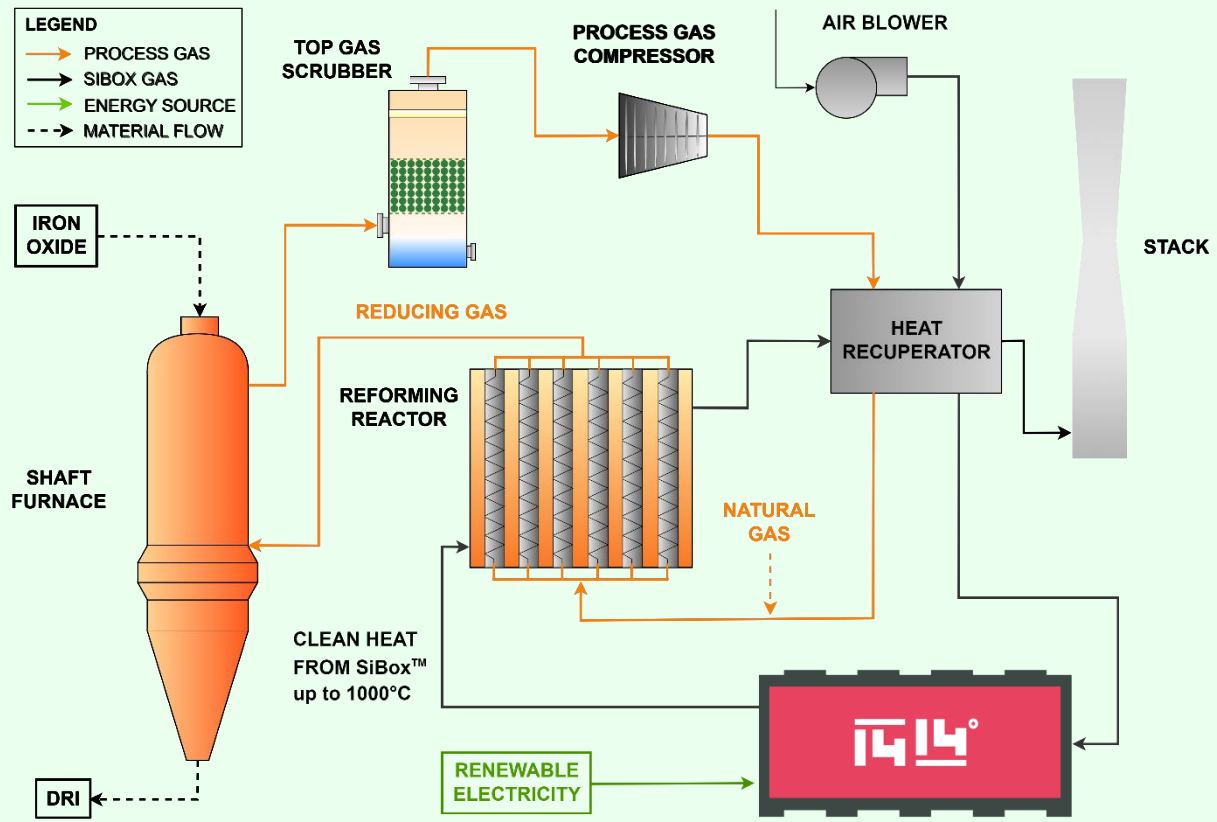 LEGEND
PROCESS GAS
SIBOX GAS
ENERGY SOURCE
MATERIAL FLOW
TOP GAS
SCRUBBER
PROCESS GAS
COMPRESSOR
AIR BLOWER
STACK
IRON
OXIDE
REDUCING GAS
HEAT
RECUPERATOR
REFORMING
REACTOR
SHAFT
FURNACE
NATURAL
GAS
CLEAN HEAT
FROM SiBox™
up to 1000°C
1414°
RENEWABLE
ELECTRICITY
DRI